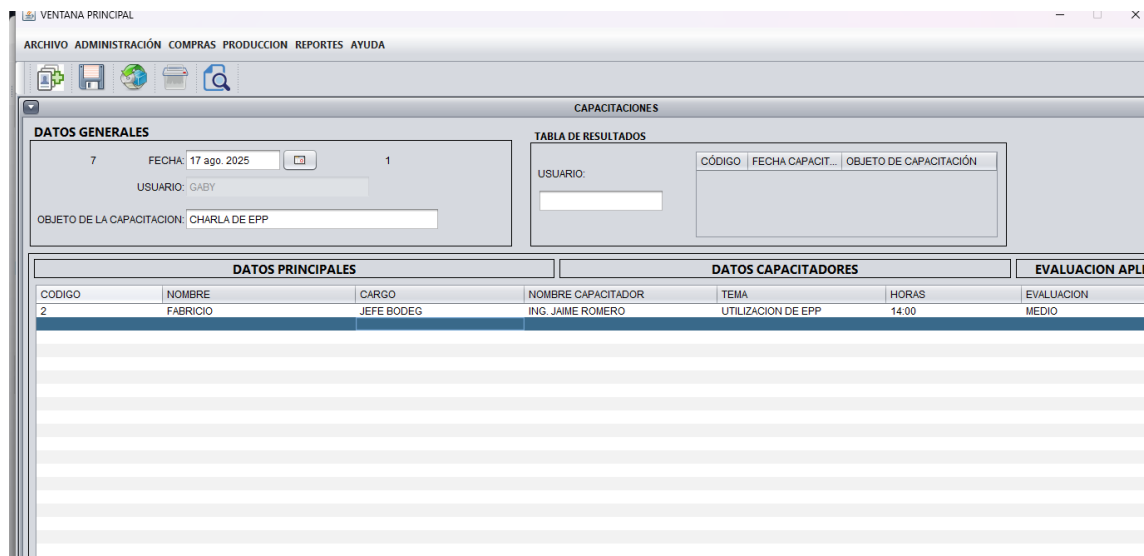 VENTANA PRINCIPAL
ARCHIVO ADMINISTRACIÓN COMPRAS PRODUCCION REPORTES AYUDA
CAPACITACIONES
DATOS GENERALES
7 FECHA: 17 ago. 2025 1
USUARIO: GABY
OBJETO DE LA CAPACITACION: CHARLA DE EPP
TABLA DE RESULTADOS
USUARIO:
CÓDIGO FECHA CAPACIT... OBJETO DE CAPACITACIÓN
DATOS PRINCIPALES DATOS CAPACITADORES EVALUACION APLI
CODIGO NOMBRE CARGO NOMBRE CAPACITADOR TEMA HORAS EVALUACION
2 FABRICIO JEFE BODEG ING. JAIME ROMERO UTILIZACION DE EPP 14:00 MEDIO